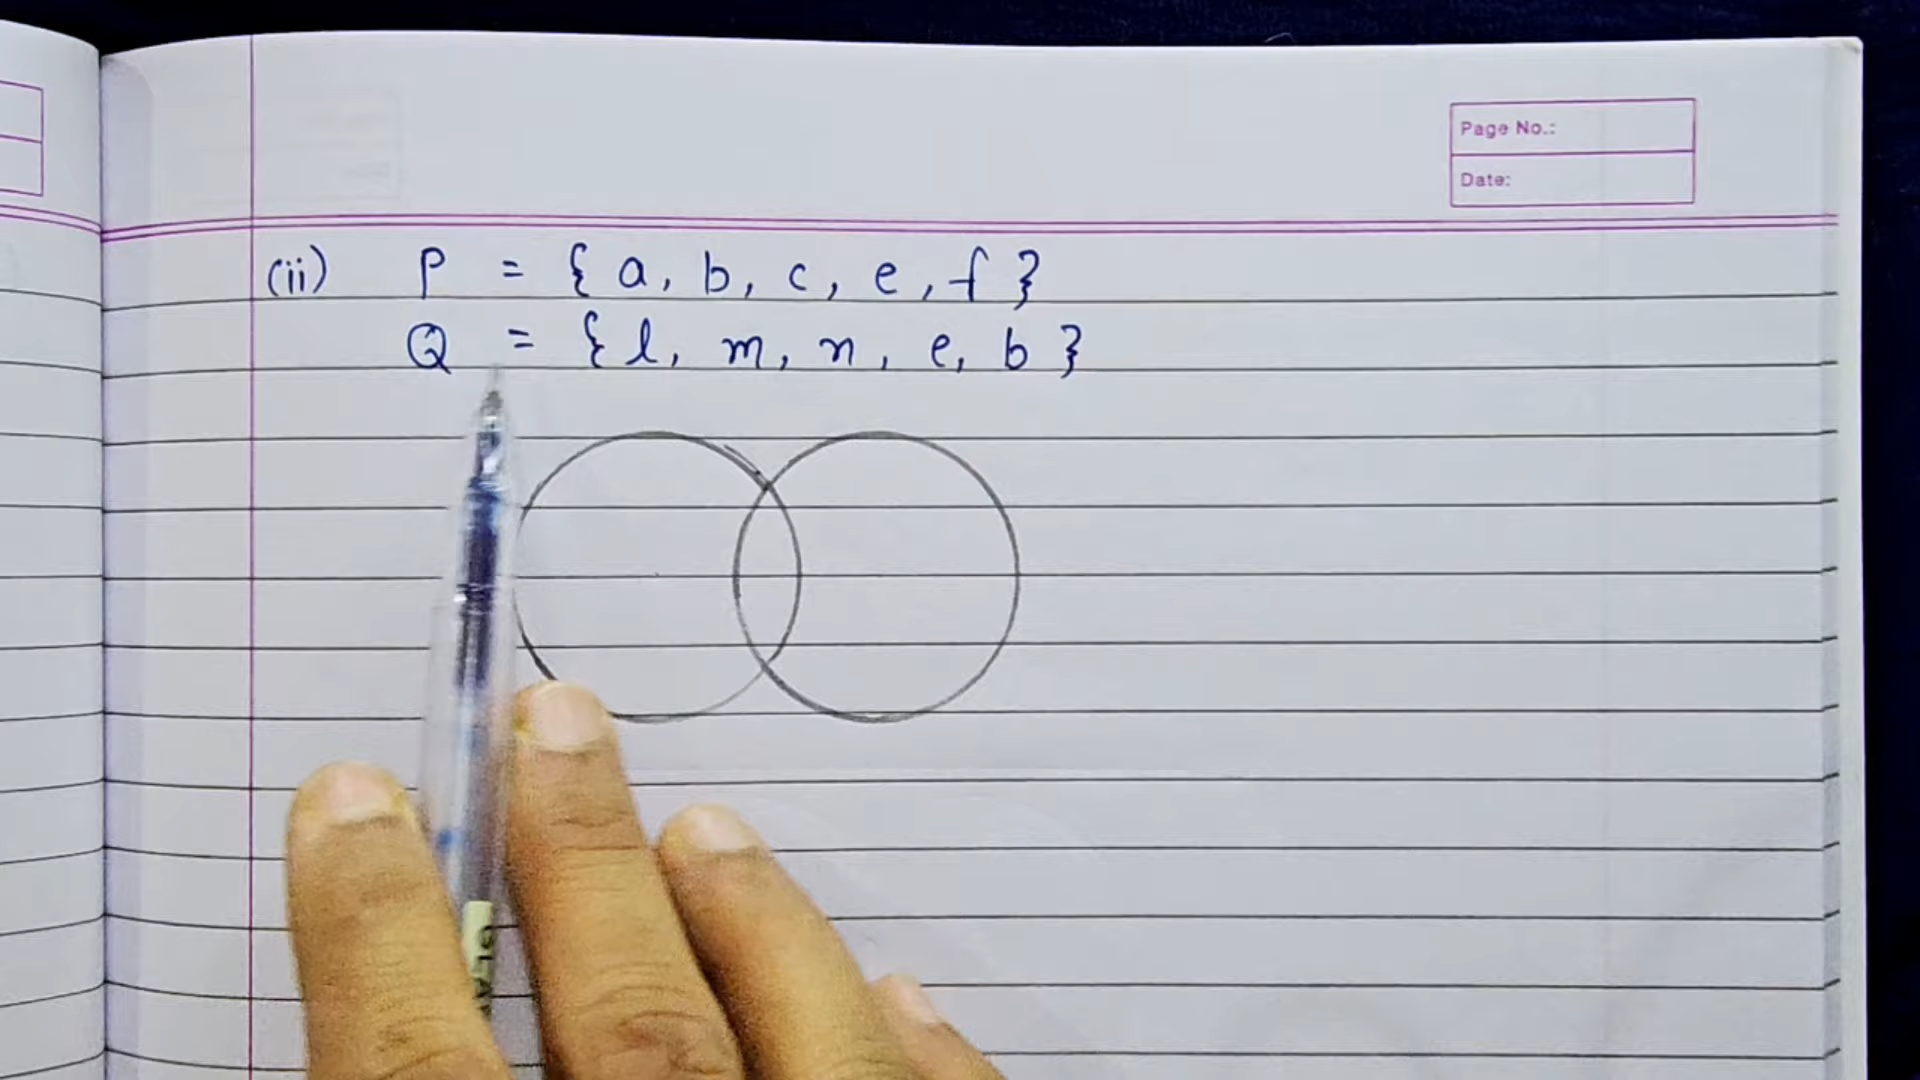 Page No.:
Date:
(ii) P = { a, b, c, e, f }
Q = { l, m, n, e, b }